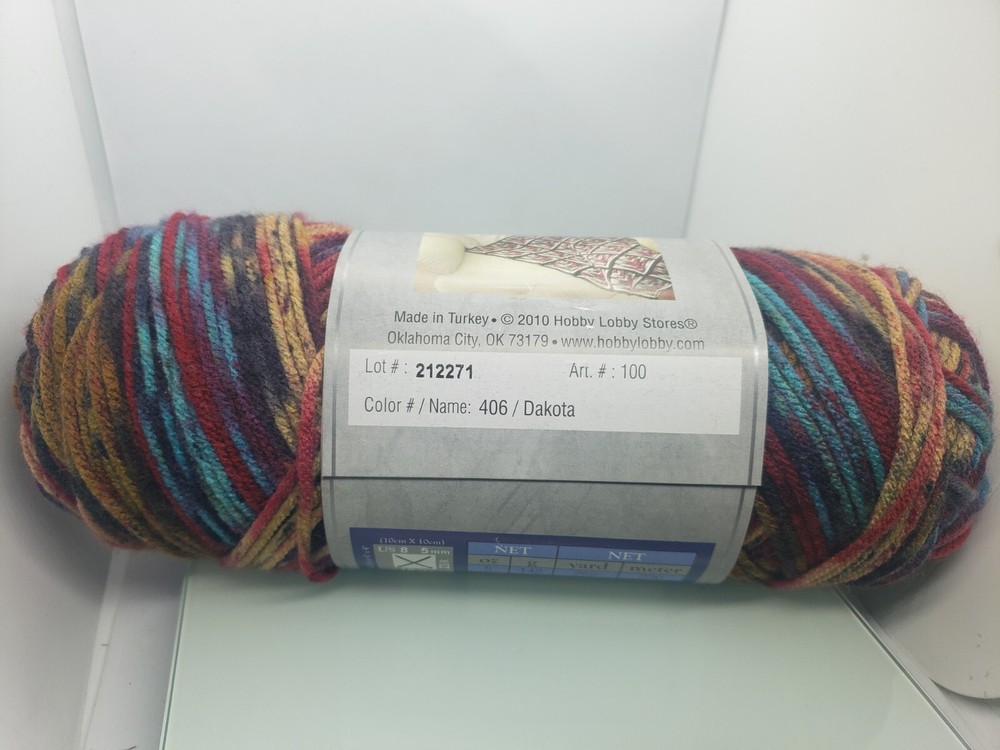 Made in Turkey • © 2010 Hobby Lobby Stores®
Oklahoma City, OK 73179 • www.hobbylobby.com
Lot # : 212271 Art. # : 100
Color # / Name: 406 / Dakota
(10cm X 10cm)
US 8 5mm
NET NET
oz g yard meter